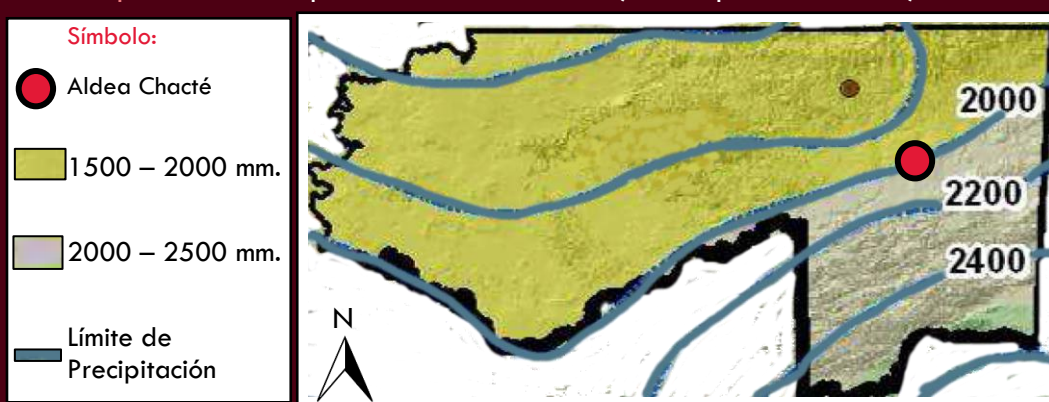 Símbolo:
Aldea Chacté
1500 – 2000 mm.
2000 – 2500 mm.
Límite de
Precipitación
N
2000
2200
2400